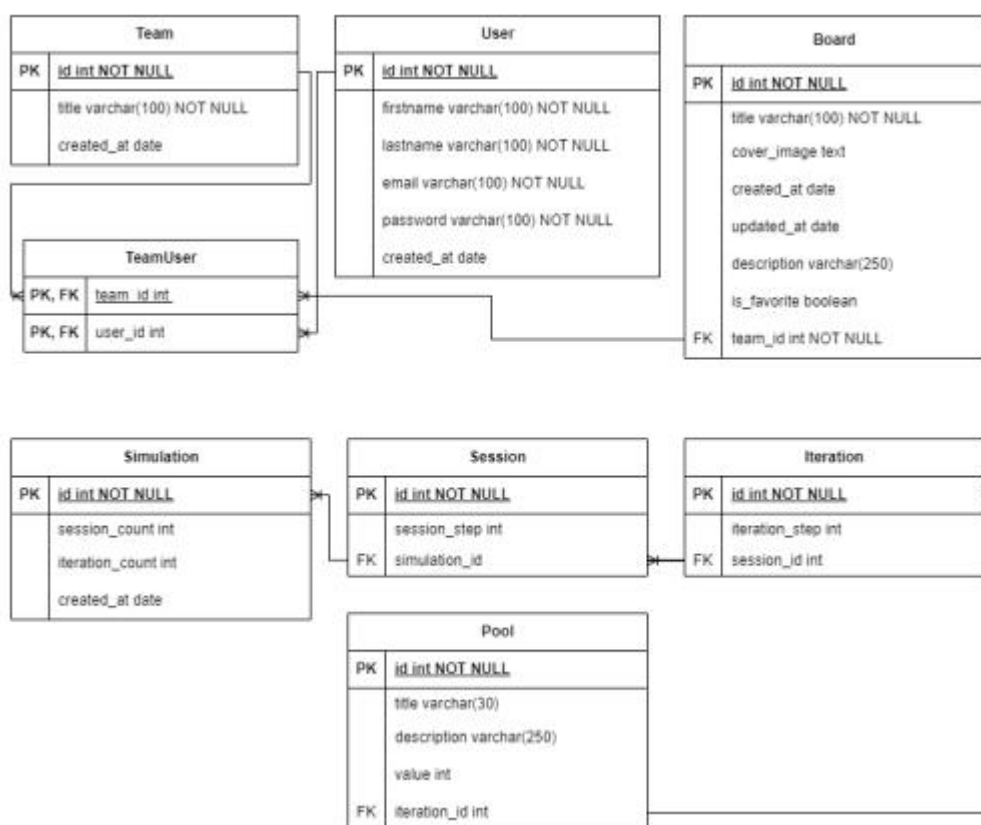 Team
PK id int NOT NULL
title varchar(100) NOT NULL
created_at date
User
PK id int NOT NULL
firstname varchar(100) NOT NULL
lastname varchar(100) NOT NULL
email varchar(100) NOT NULL
password varchar(100) NOT NULL
created_at date
Board
PK id int NOT NULL
title varchar(100) NOT NULL
cover_image text
created_at date
updated_at date
description varchar(250)
is_favorite boolean
FK team_id int NOT NULL
TeamUser
PK, FK team_id int
PK, FK user_id int
Simulation
PK id int NOT NULL
session_count int
iteration_count int
created_at date
Session
PK id int NOT NULL
session_step int
FK simulation_id
Iteration
PK id int NOT NULL
iteration_step int
FK session_id int
Pool
PK id int NOT NULL
title varchar(30)
description varchar(250)
value int
FK iteration_id int